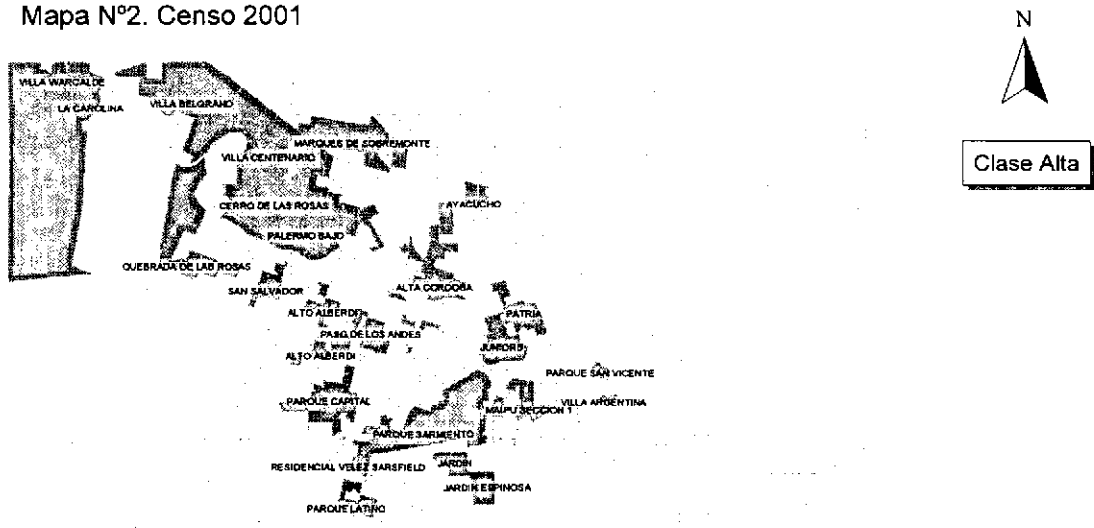 Mapa Nº2. Censo 2001
N
Clase Alta
VILLA WARCALDE
LA CAROLINA
VILLA BELGRANO
MARQUES DE SOBREMONTE
VILLA CENTENARIO
AYACUCHO
CERRO DE LAS ROSAS
PALERMO BAJO
QUEBRADA DE LAS ROSAS
SAN SALVADOR
ALTA CORDOBA
ALTO ALBERDI
PATRIA
PASO DE LOS ANDES
JUNIORS
ALTO ALBERDI
PARQUE SAN VICENTE
PARQUE CAPITAL
VILLA ARGENTINA
MAIPU SECCION 1
PARQUE SARMIENTO
RESIDENCIAL VELEZ SARSFIELD
JARDIN
JARDIN ESPINOSA
PARQUE LATINO